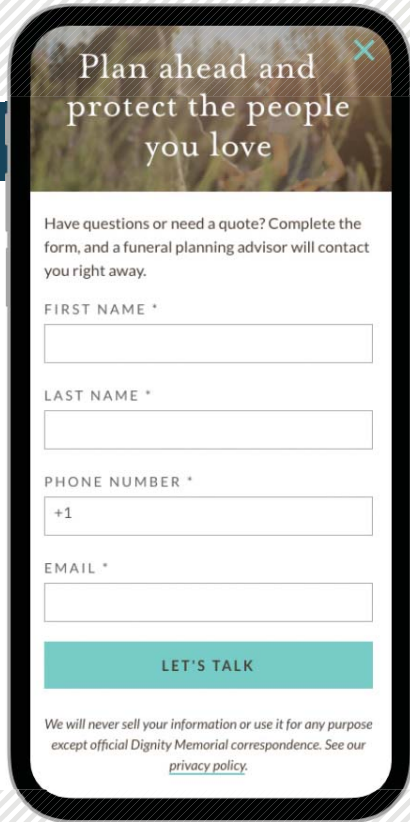 Plan ahead and
protect the people
you love
Have questions or need a quote? Complete the
form, and a funeral planning advisor will contact
you right away.
FIRST NAME *
LAST NAME *
PHONE NUMBER *
+1
EMAIL *
LET'S TALK
We will never sell your information or use it for any purpose
except official Dignity Memorial correspondence. See our
privacy policy.